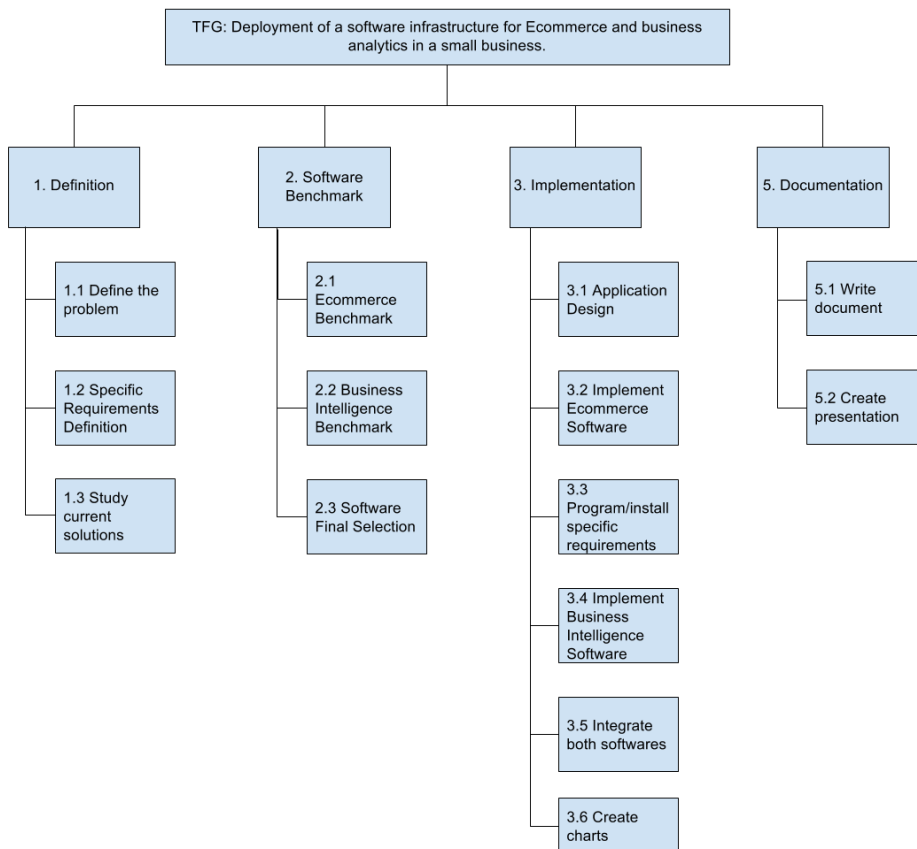 TFG: Deployment of a software infrastructure for Ecommerce and business
analytics in a small business.
1. Definition
2. Software
Benchmark
3. Implementation
5. Documentation
1.1 Define the
problem
1.2 Specific
Requirements
Definition
1.3 Study
current
solutions
2.1
Ecommerce
Benchmark
2.2 Business
Intelligence
Benchmark
2.3 Software
Final Selection
3.1 Application
Design
3.2 Implement
Ecommerce
Software
3.3
Program/install
specific
requirements
3.4 Implement
Business
Intelligence
Software
3.5 Integrate
both softwares
3.6 Create
charts
5.1 Write
document
5.2 Create
presentation